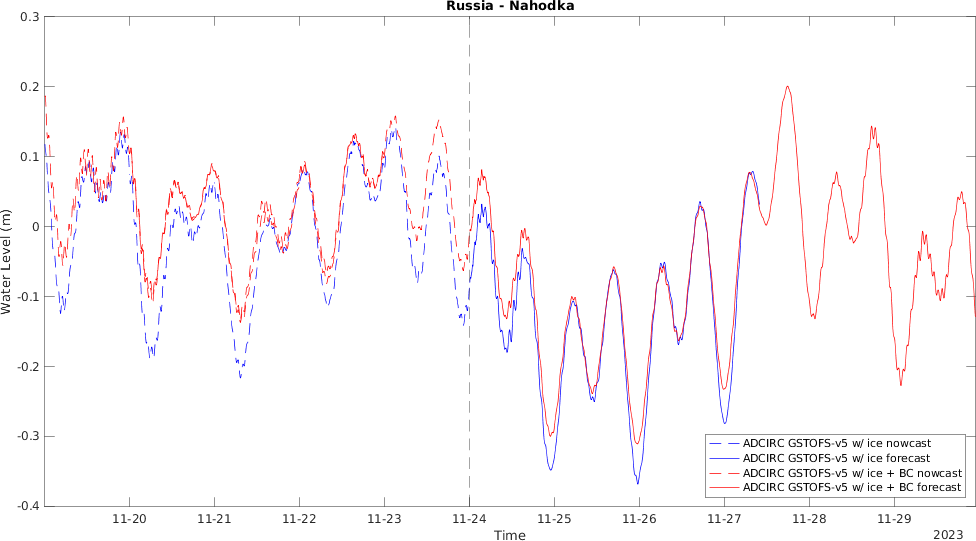 Russia - Nahodka
Water Level (m)
0.3
0.2
0.1
0
-0.1
-0.2
-0.3
-0.4
ADCIRC GSTOFS-v5 w/ ice nowcast
ADCIRC GSTOFS-v5 w/ ice forecast
ADCIRC GSTOFS-v5 w/ ice + BC nowcast
ADCIRC GSTOFS-v5 w/ ice + BC forecast
11-20 11-21 11-22 11-23 11-24 11-25 11-26 11-27 11-28 11-29
Time
2023